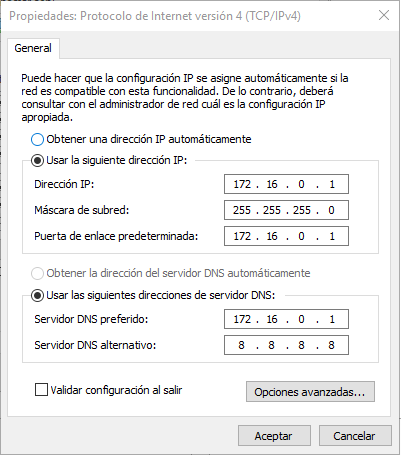 Propiedades: Protocolo de Internet versión 4 (TCP/IPv4)
General
Puede hacer que la configuración IP se asigne automáticamente si la
red es compatible con esta funcionalidad. De lo contrario, deberá
consultar con el administrador de red cuál es la configuración IP
apropiada.
Obtener una dirección IP automáticamente
Usar la siguiente dirección IP:
Dirección IP: 172 . 16 . 0 . 1
Máscara de subred: 255 . 255 . 255 . 0
Puerta de enlace predeterminada: 172 . 16 . 0 . 1
Obtener la dirección del servidor DNS automáticamente
Usar las siguientes direcciones de servidor DNS:
Servidor DNS preferido: 172 . 16 . 0 . 1
Servidor DNS alternativo: 8 . 8 . 8 . 8
Validar configuración al salir
Opciones avanzadas...
Aceptar Cancelar